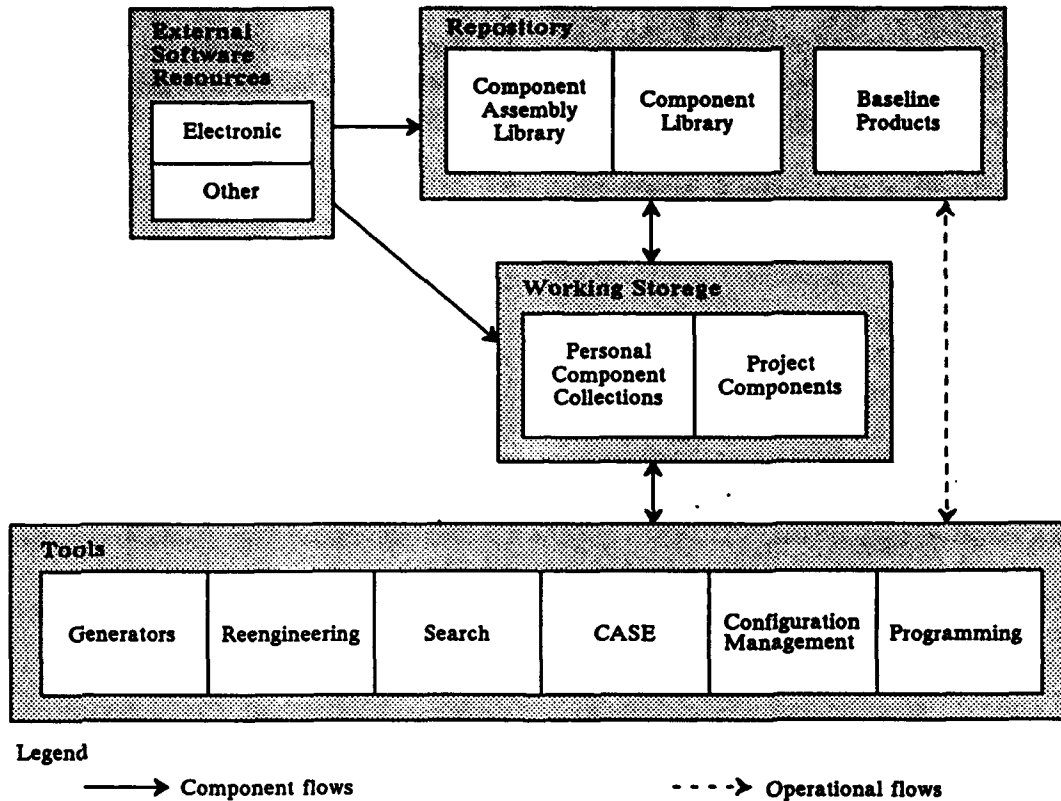 External
Software
Resources
Electronic
Other
Repository
Component
Assembly
Library
Component
Library
Baseline
Products
Working Storage
Personal
Component
Collections
Project
Components
Tools
Generators
Reengineering
Search
CASE
Configuration
Management
Programming
Legend
Component flows
Operational flows